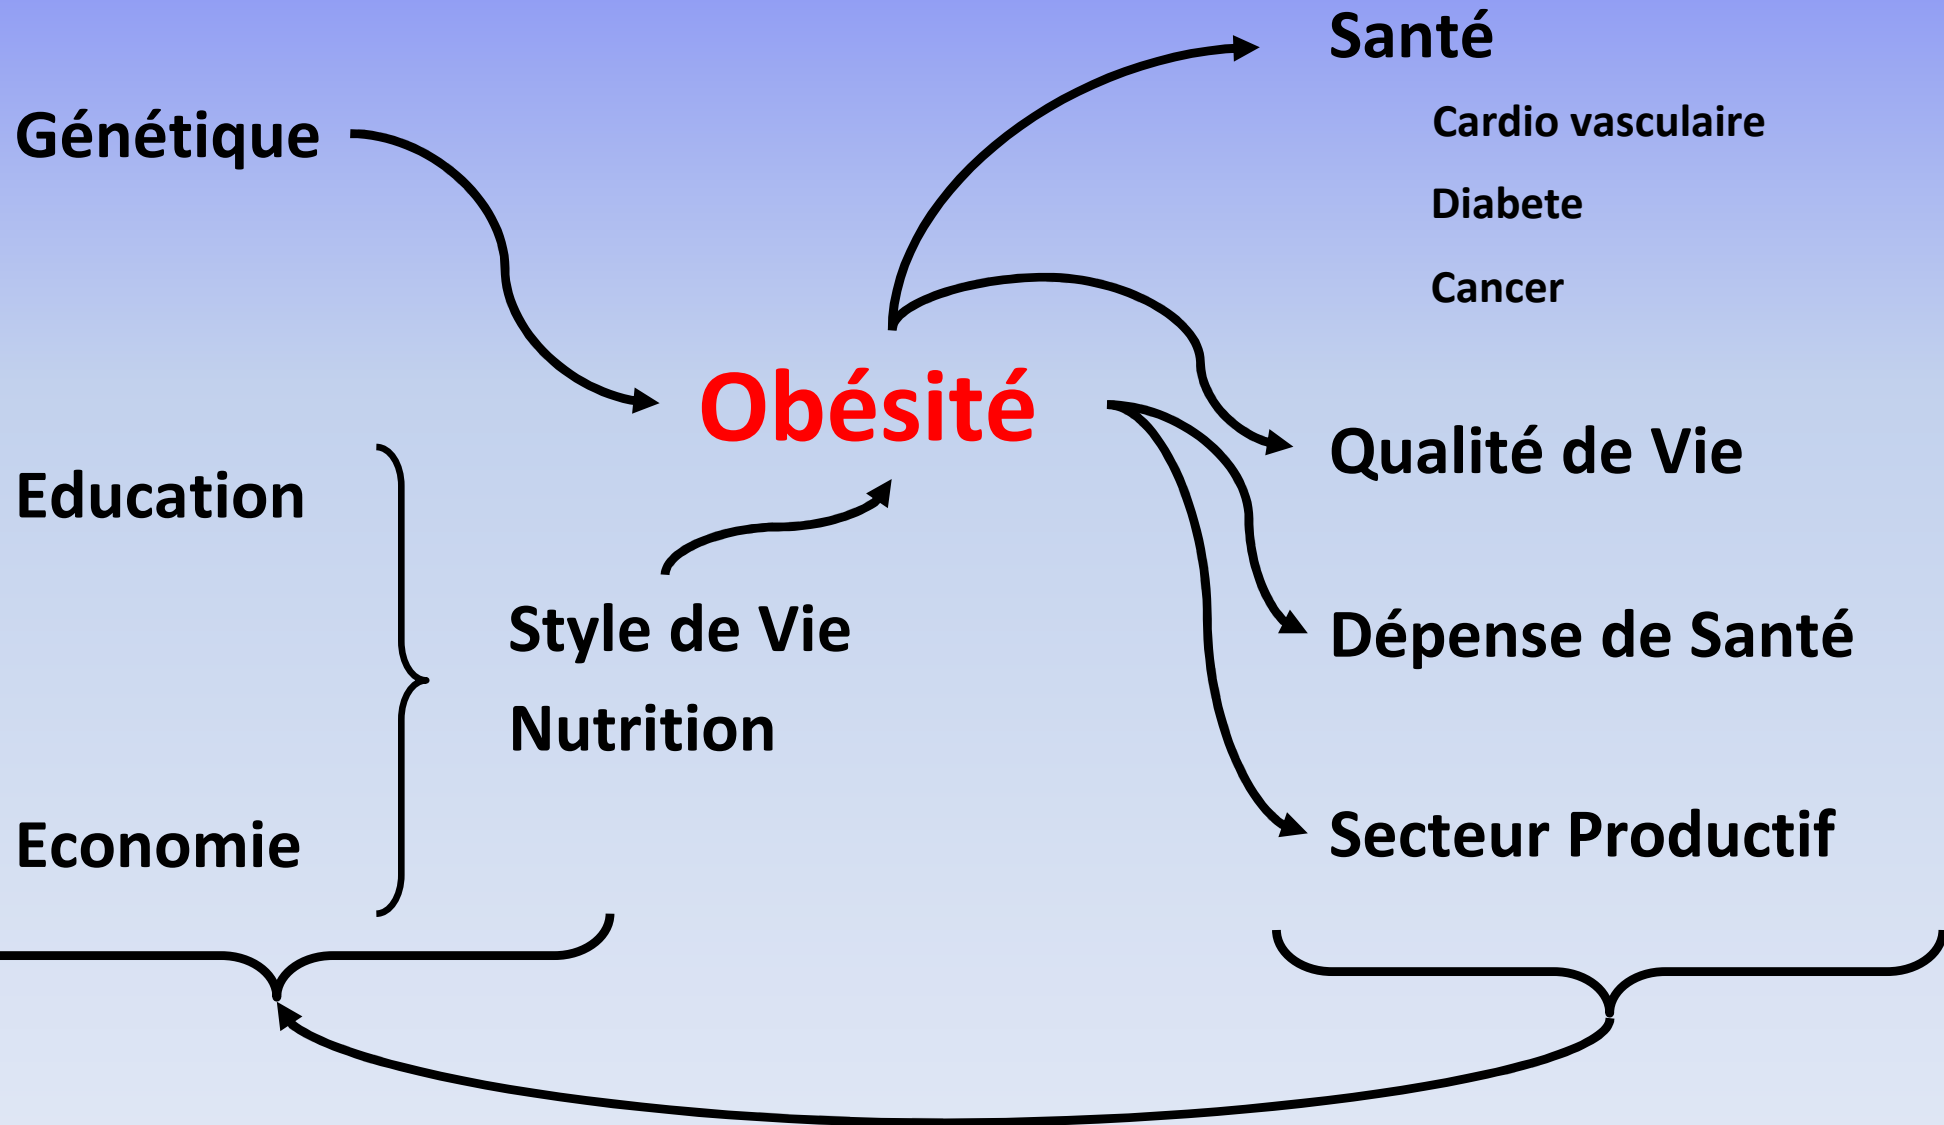 Santé
Génétique
Cardio vasculaire
Diabete
Cancer
Obésité
Qualité de Vie
Education
Style de Vie
Dépense de Santé
Nutrition
Secteur Productif
Economie